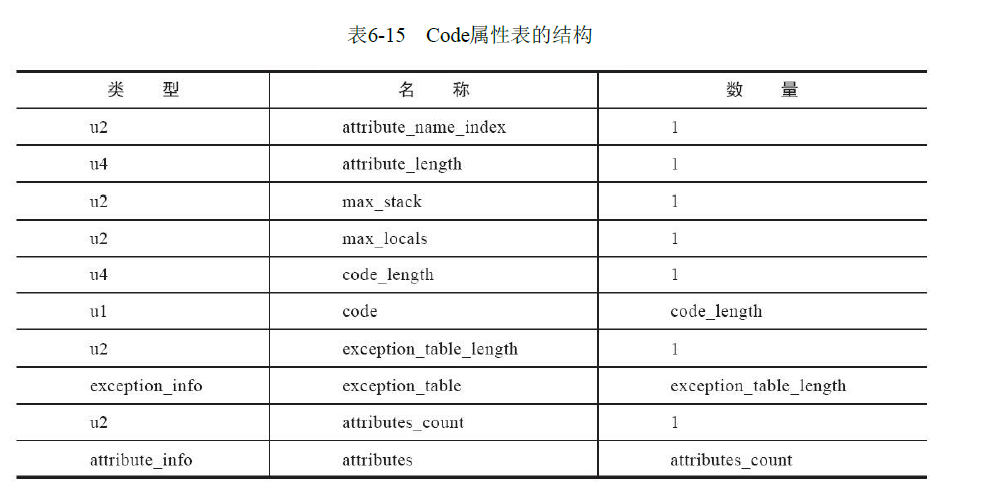 表6-15 Code属性表的结构
类 型 名 称 数 量
u2 attribute_name_index 1
u4 attribute_length 1
u2 max_stack 1
u2 max_locals 1
u4 code_length 1
u1 code code_length
u2 exception_table_length 1
exception_info exception_table exception_table_length
u2 attributes_count 1
attribute_info attributes attributes_count